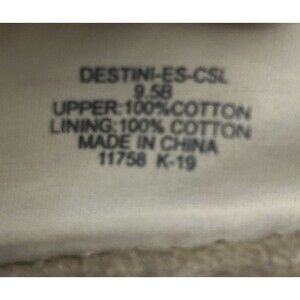 DESTINI-ES-CSL
9.5B
UPPER:100%COTTON
LINING:100% COTTON
MADE IN CHINA
11758 K-19